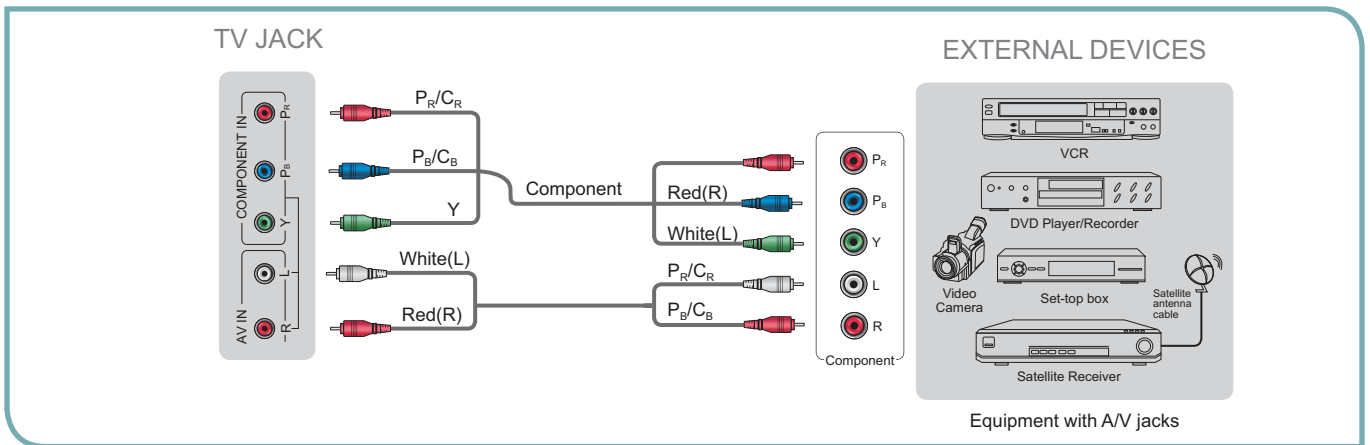 TV JACK
EXTERNAL DEVICES
COMPONENT IN
PR
PB
Y
AV IN
L
R
PR/CR
PB/CB
Y
White(L)
Red(R)
Component
Red(R)
White(L)
PR/CR
PB/CB
PR
PB
Y
L
R
Component
VCR
DVD Player/Recorder
Video
Camera
Set-top box
Satellite
antenna
cable
Satellite Receiver
Equipment with A/V jacks